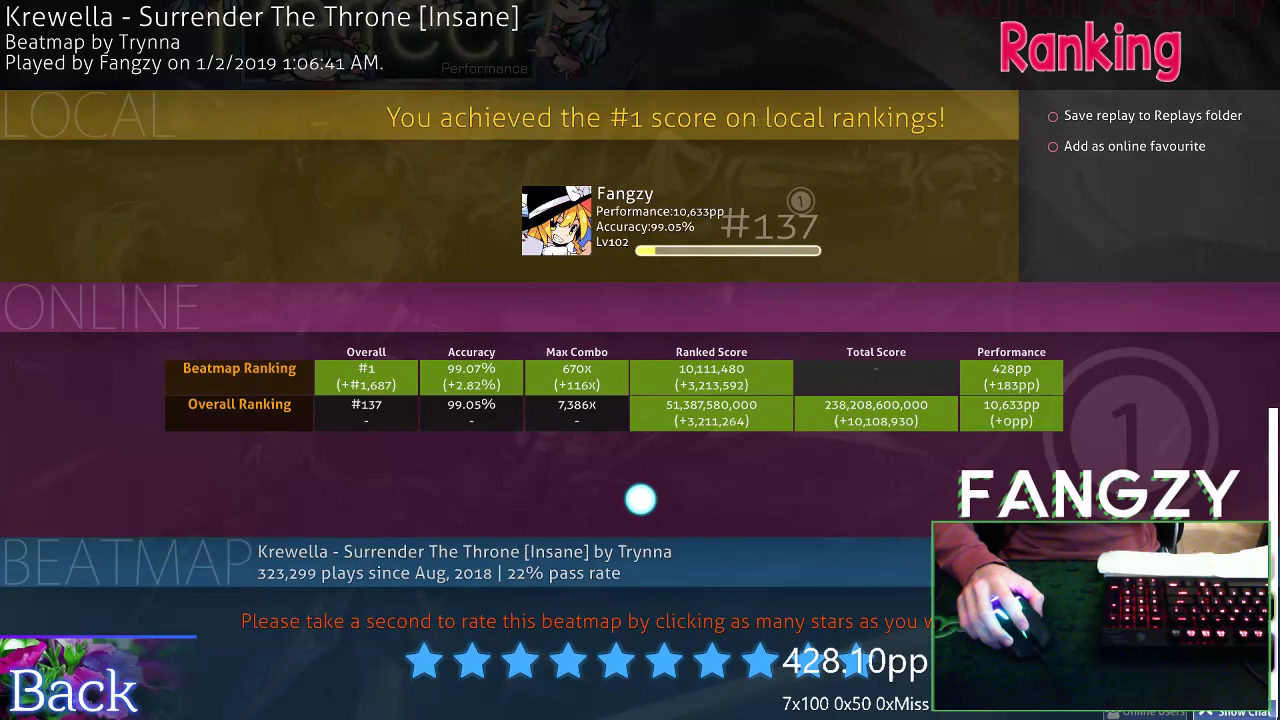 Krewella - Surrender The Throne [Insane]
Beatmap by Trynna
Played by Fangzy on 1/2/2019 1:06:41 AM.
Performance
Ranking
LOCAL
You achieved the #1 score on local rankings!
Save replay to Replays folder
Add as online favourite
Fangzy
Performance:10,633pp
Accuracy:99.05%
Lv102
#137
1
ONLINE
Overall Accuracy Max Combo Ranked Score Total Score Performance
Beatmap Ranking #1 99.07% 670x 10,111,480 - 428pp
(+#1,687) (+2.82%) (+116x) (+3,213,592) (+183pp)
Overall Ranking #137 99.05% 7,386x 51,387,580,000 238,208,600,000 10,633pp
- - - (+3,211,264) (+10,108,930) (+0pp)
1
FANGZY
BEATMAP
Krewella - Surrender The Throne [Insane] by Trynna
323,299 plays since Aug, 2018 | 22% pass rate
Please take a second to rate this beatmap by clicking as many stars as you
428.10pp
7x100 0x50 0xMiss
Back
Online Users
Show Chat